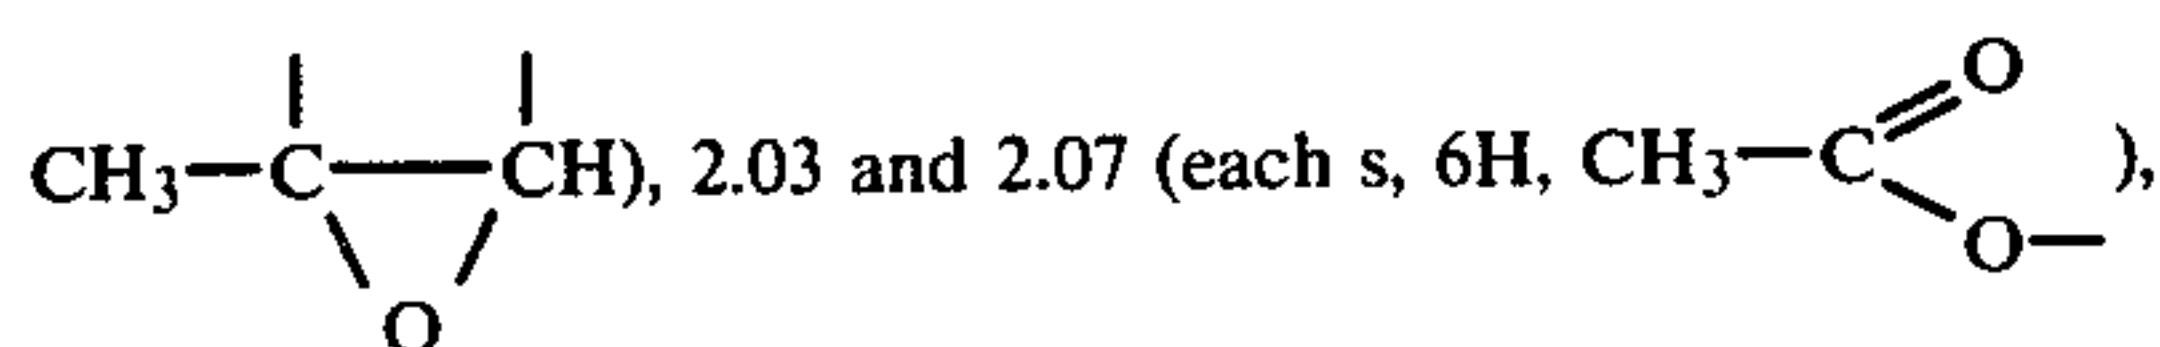 O
CH₃—C—CH), 2.03 and 2.07 (each s, 6H, CH₃—C ),
O—
O